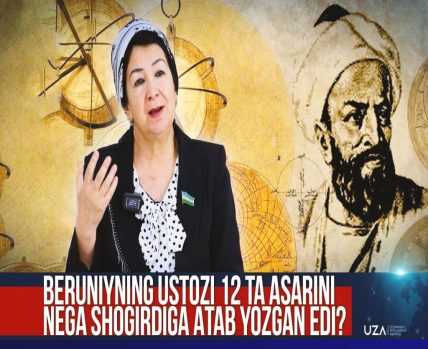 BERUNIYNING USTOZI 12 TA ASARINI
NEGA SHOGIRDIGA ATAB YOZGAN EDI?
UZA